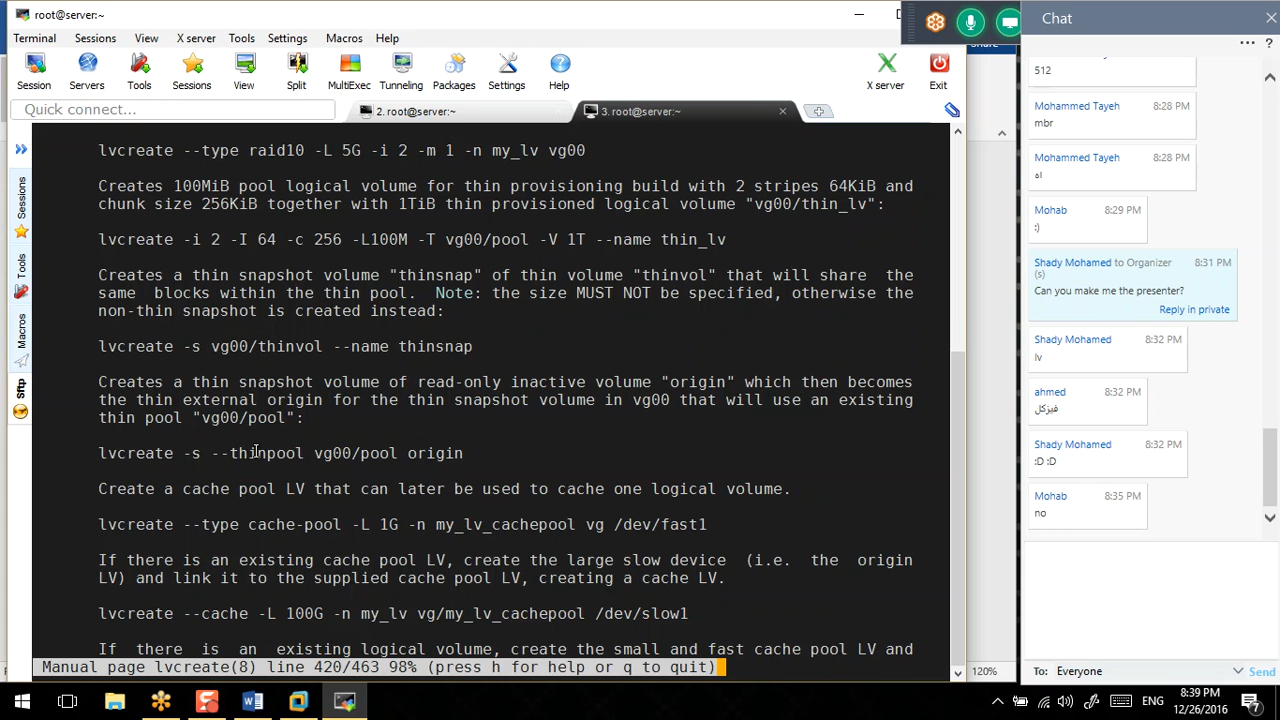 root@server:~
Terminal Sessions View X server Tools Settings Macros Help
Session Servers Tools Sessions View Split MultiExec Tunneling Packages Settings Help X server Exit
Quick connect...
2. root@server:~
3. root@server:~
Sessions
Tools
Macros
Sftp
lvcreate --type raid10 -L 5G -i 2 -m 1 -n my_lv vg00
Creates 100MiB pool logical volume for thin provisioning build with 2 stripes 64KiB and
chunk size 256KiB together with 1TiB thin provisioned logical volume "vg00/thin_lv":
lvcreate -i 2 -I 64 -c 256 -L100M -T vg00/pool -V 1T --name thin_lv
Creates a thin snapshot volume "thinsnap" of thin volume "thinvol" that will share the
same blocks within the thin pool. Note: the size MUST NOT be specified, otherwise the
non-thin snapshot is created instead:
lvcreate -s vg00/thinvol --name thinsnap
Creates a thin snapshot volume of read-only inactive volume "origin" which then becomes
the thin external origin for the thin snapshot volume in vg00 that will use an existing
thin pool "vg00/pool":
lvcreate -s --thinpool vg00/pool origin
Create a cache pool LV that can later be used to cache one logical volume.
lvcreate --type cache-pool -L 1G -n my_lv_cachepool vg /dev/fast1
If there is an existing cache pool LV, create the large slow device (i.e. the origin
LV) and link it to the supplied cache pool LV, creating a cache LV.
lvcreate --cache -L 100G -n my_lv vg/my_lv_cachepool /dev/slow1
If there is an existing logical volume, create the small and fast cache pool LV and
Manual page lvcreate(8) line 420/463 98% (press h for help or q to quit)
Share
120%
Chat
?
512
Mohammed Tayeh 8:28 PM
mbr
Mohammed Tayeh 8:28 PM
اه
Mohab 8:29 PM
:)
Shady Mohamed to Organizer 8:31 PM
(s)
Can you make me the presenter?
Reply in private
Shady Mohamed 8:32 PM
lv
ahmed 8:32 PM
فيزكل
Shady Mohamed 8:32 PM
:D :D
Mohab 8:35 PM
no
To: Everyone Send
ENG
8:39 PM
12/26/2016
7